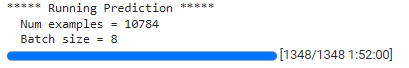 ***** Running Prediction *****
  Num examples = 10784
  Batch size = 8
[1348/1348 1:52:00]